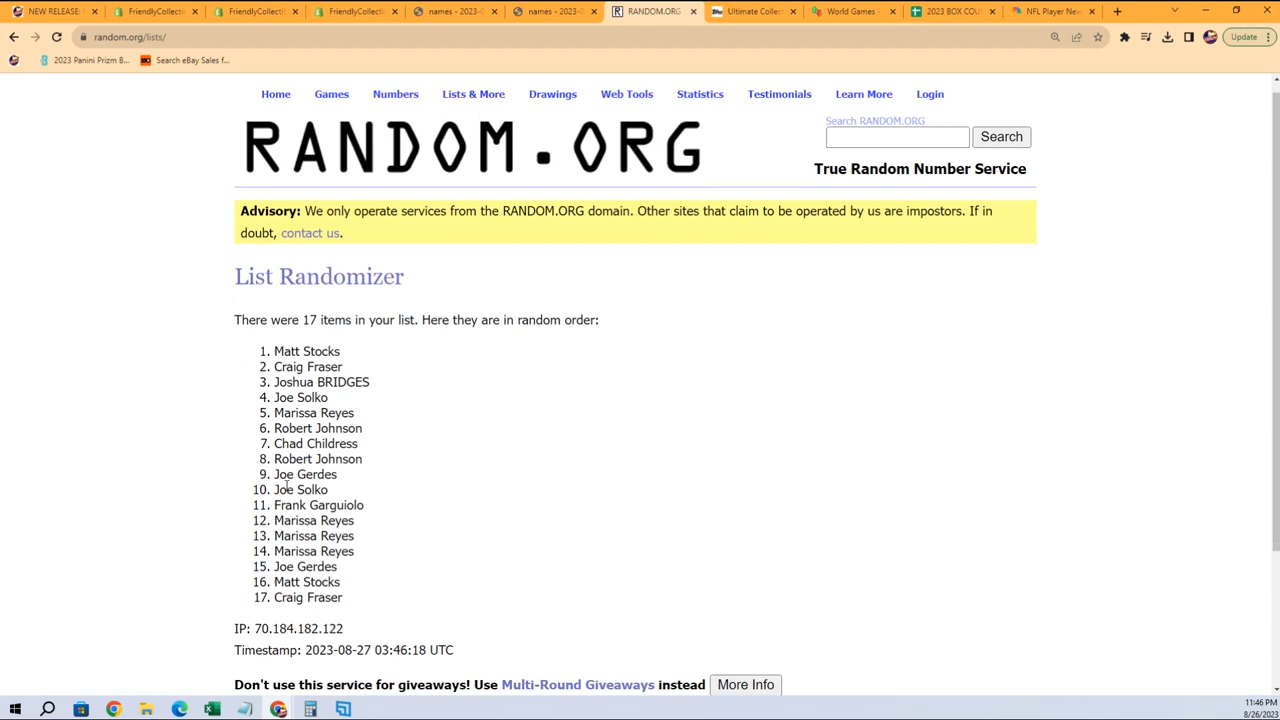 NEW RELEASE
FriendlyCollecti
FriendlyCollecti
FriendlyCollecti
names - 2023-
names - 2023-0
RANDOM.ORG
Ultimate Collec
World Games -
2023 BOX COU
NFL Player New
random.org/lists/
Update
2023 Panini Prizm B...
Search eBay Sales f...
Home Games Numbers Lists & More Drawings Web Tools Statistics Testimonials Learn More Login
RANDOM.ORG
Search RANDOM.ORG
Search
True Random Number Service
Advisory: We only operate services from the RANDOM.ORG domain. Other sites that claim to be operated by us are impostors. If in
doubt, contact us.
List Randomizer
There were 17 items in your list. Here they are in random order:
1. Matt Stocks
2. Craig Fraser
3. Joshua BRIDGES
4. Joe Solko
5. Marissa Reyes
6. Robert Johnson
7. Chad Childress
8. Robert Johnson
9. Joe Gerdes
10. Joe Solko
11. Frank Garguiolo
12. Marissa Reyes
13. Marissa Reyes
14. Marissa Reyes
15. Joe Gerdes
16. Matt Stocks
17. Craig Fraser
IP: 70.184.182.122
Timestamp: 2023-08-27 03:46:18 UTC
Don't use this service for giveaways! Use Multi-Round Giveaways instead More Info
11:46 PM
8/26/2023